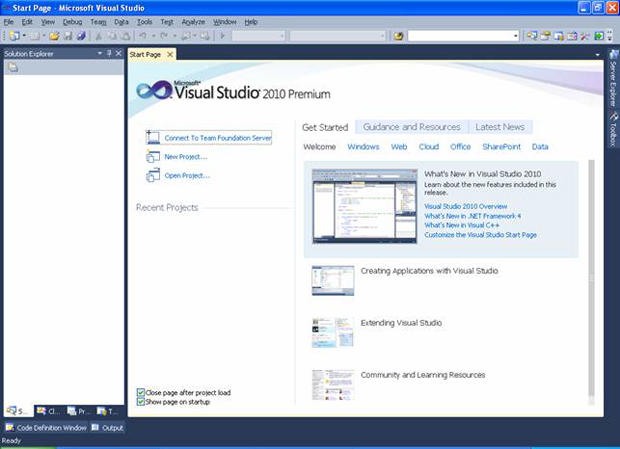 Start Page - Microsoft Visual Studio
File Edit View Debug Team Data Tools Test Analyze Window Help
Solution Explorer
Start Page
Server Explorer
Toolbox
Microsoft®
Visual Studio 2010 Premium
Connect To Team Foundation Server
New Project...
Open Project...
Recent Projects
Get Started Guidance and Resources Latest News
Welcome Windows Web Cloud Office SharePoint Data
What's New in Visual Studio 2010
Learn about the new features included in this
release.
Visual Studio 2010 Overview
What's New in .NET Framework 4
What's New in Visual C++
Customize the Visual Studio Start Page
Creating Applications with Visual Studio
Extending Visual Studio
Community and Learning Resources
Close page after project load
Show page on startup
S... Cl... Pr... T...
Code Definition Window Output
Ready